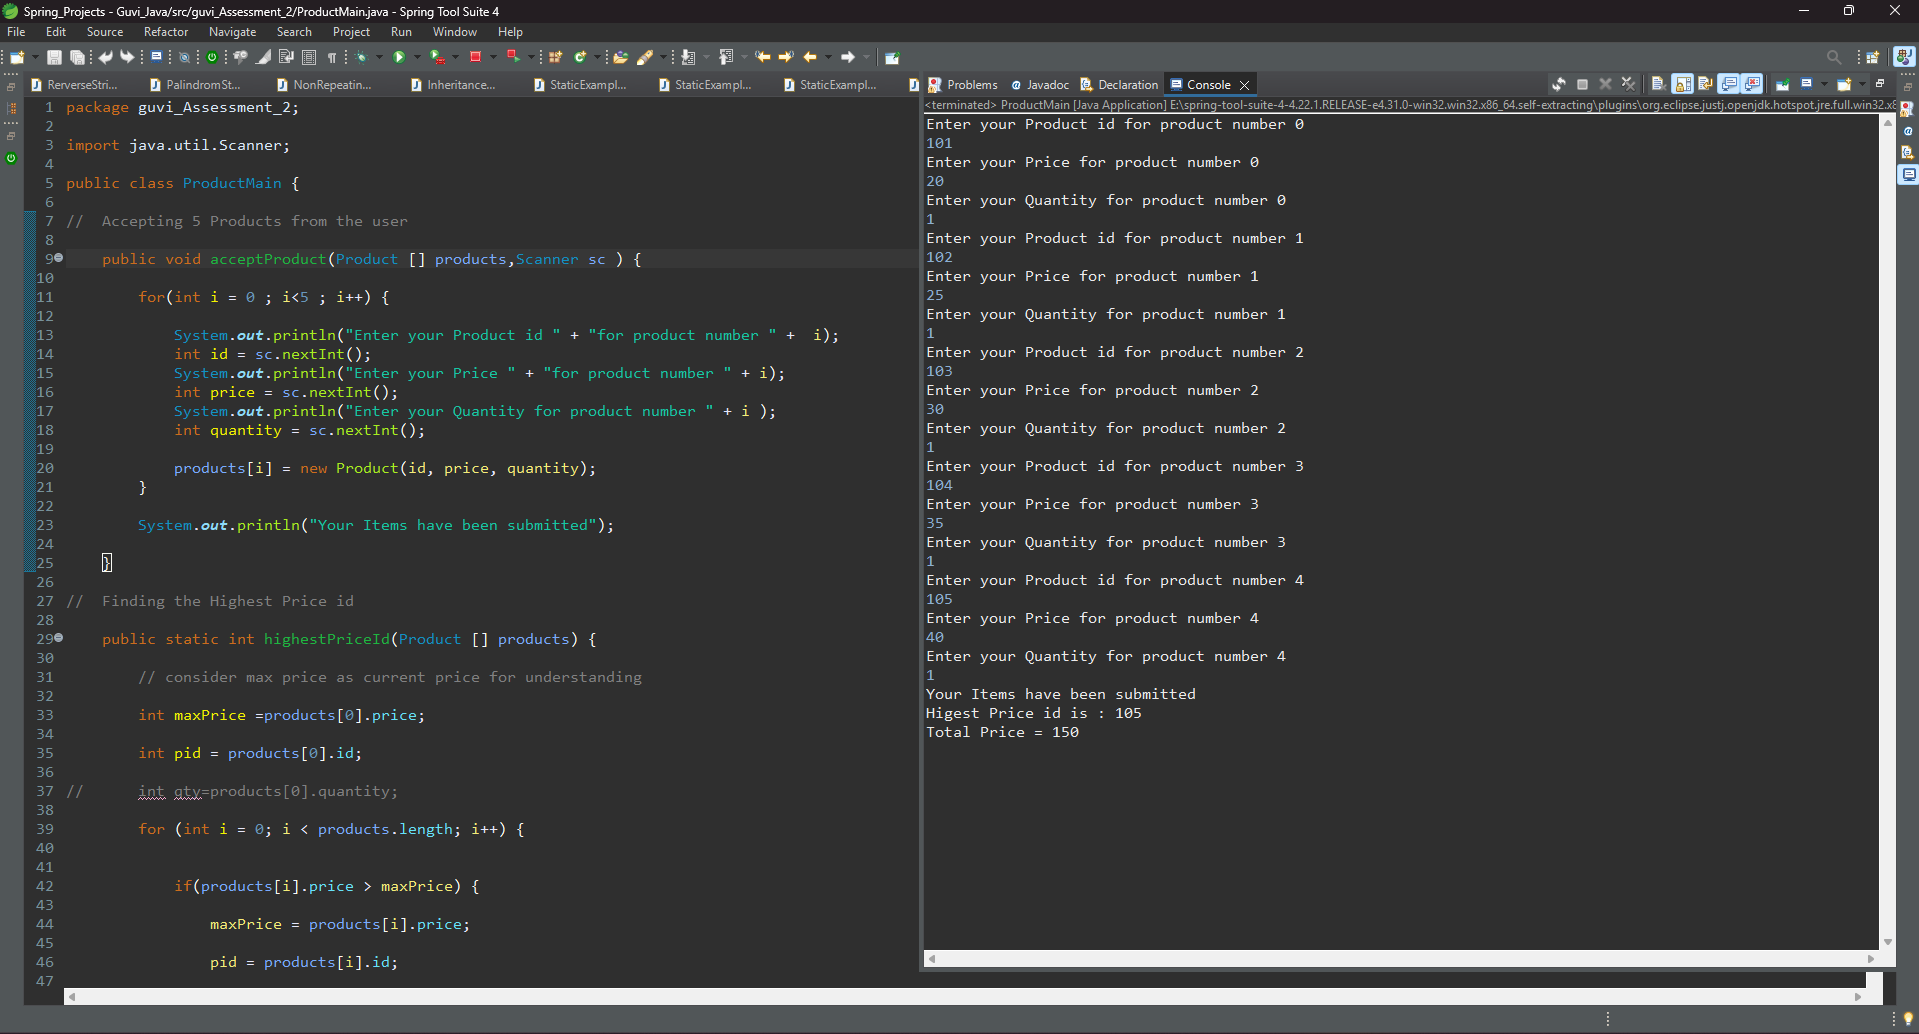 Spring_Projects - Guvi_Java/src/guvi_Assessment_2/ProductMain.java - Spring Tool Suite 4
File Edit Source Refactor Navigate Search Project Run Window Help
RerverseStri... PalindromSt... NonRepeatin... Inheritance... StaticExampl... StaticExampl... StaticExampl...
1 package guvi_Assessment_2;
2
3 import java.util.Scanner;
4
5 public class ProductMain {
6
7 // Accepting 5 Products from the user
8
9 public void acceptProduct(Product [] products,Scanner sc ) {
10
11 for(int i = 0 ; i<5 ; i++) {
12
13 System.out.println("Enter your Product id " + "for product number " +  i);
14 int id = sc.nextInt();
15 System.out.println("Enter your Price " + "for product number " + i);
16 int price = sc.nextInt();
17 System.out.println("Enter your Quantity for product number " + i );
18 int quantity = sc.nextInt();
19
20 products[i] = new Product(id, price, quantity);
21 }
22
23 System.out.println("Your Items have been submitted");
24
25 }
26
27 // Finding the Highest Price id
28
29 public static int highestPriceId(Product [] products) {
30
31 // consider max price as current price for understanding
32
33 int maxPrice =products[0].price;
34
35 int pid = products[0].id;
36
37 // int qty=products[0].quantity;
38
39 for (int i = 0; i < products.length; i++) {
40
41
42 if(products[i].price > maxPrice) {
43
44 maxPrice = products[i].price;
45
46 pid = products[i].id;
47
Problems Javadoc Declaration Console
<terminated> ProductMain [Java Application] E:\spring-tool-suite-4-4.22.1.RELEASE-e4.31.0-win32.win32.x86_64.self-extracting\plugins\org.eclipse.justj.openjdk.hotspot.jre.full.win32.x8
Enter your Product id for product number 0
101
Enter your Price for product number 0
20
Enter your Quantity for product number 0
1
Enter your Product id for product number 1
102
Enter your Price for product number 1
25
Enter your Quantity for product number 1
1
Enter your Product id for product number 2
103
Enter your Price for product number 2
30
Enter your Quantity for product number 2
1
Enter your Product id for product number 3
104
Enter your Price for product number 3
35
Enter your Quantity for product number 3
1
Enter your Product id for product number 4
105
Enter your Price for product number 4
40
Enter your Quantity for product number 4
1
Your Items have been submitted
Higest Price id is : 105
Total Price = 150